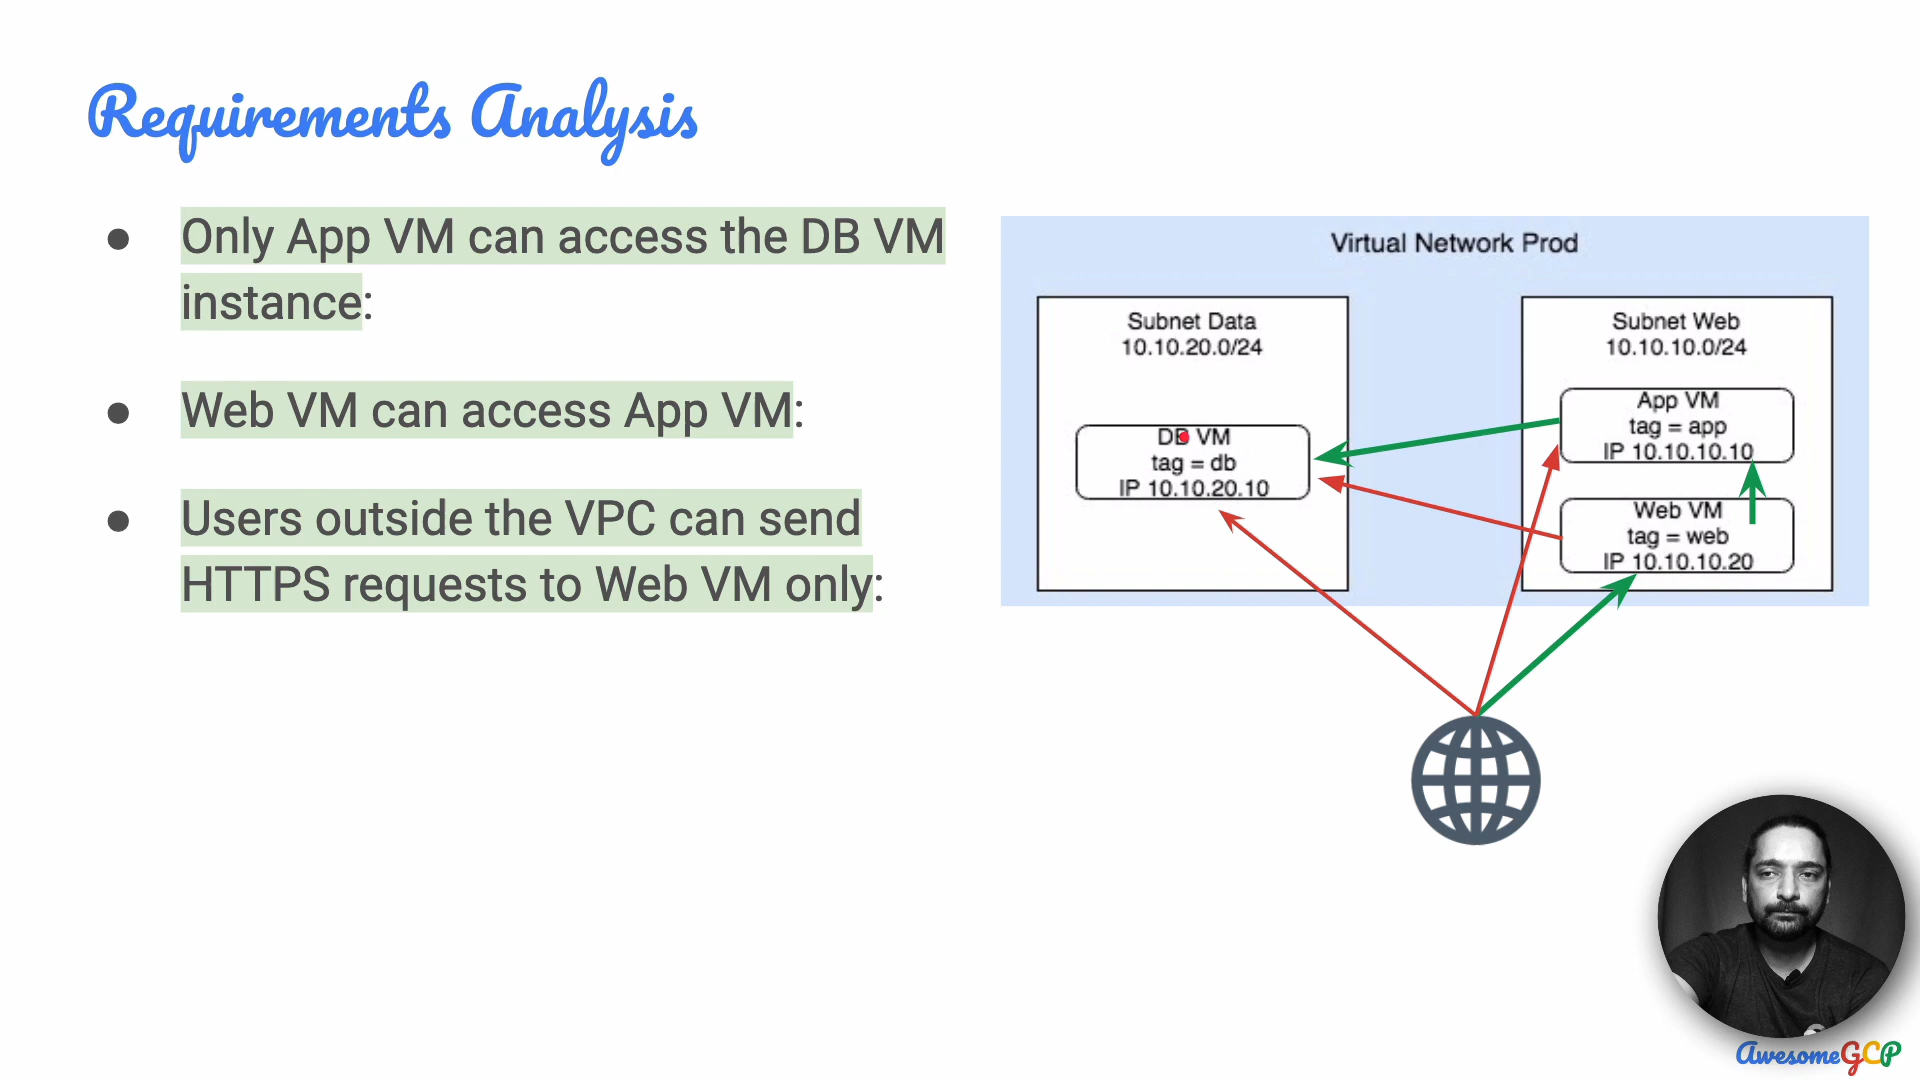 Requirements Analysis
● Only App VM can access the DB VM
instance:
● Web VM can access App VM:
● Users outside the VPC can send
HTTPS requests to Web VM only:
Virtual Network Prod
Subnet Data
10.10.20.0/24
DB VM
tag = db
IP 10.10.20.10
Subnet Web
10.10.10.0/24
App VM
tag = app
IP 10.10.10.10
Web VM
tag = web
IP 10.10.10.20
AwesomeGCP